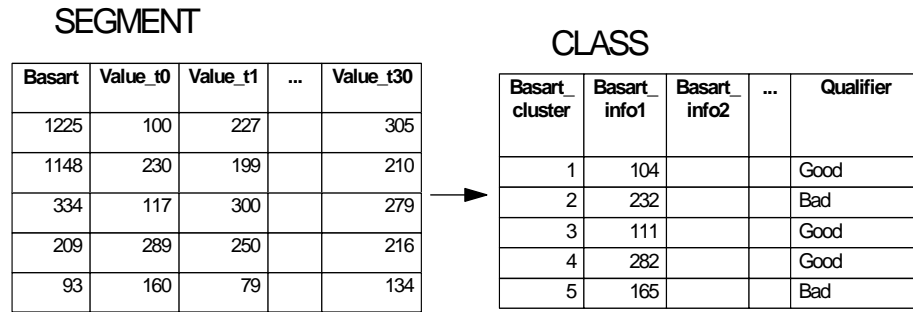 SEGMENT
Basart Value_t0 Value_t1 ... Value_t30
1225 100 227 305
1148 230 199 210
334 117 300 279
209 289 250 216
93 160 79 134
CLASS
Basart_ Basart_ Basart_ ... Qualifier
cluster info1 info2
1 104 Good
2 232 Bad
3 111 Good
4 282 Good
5 165 Bad